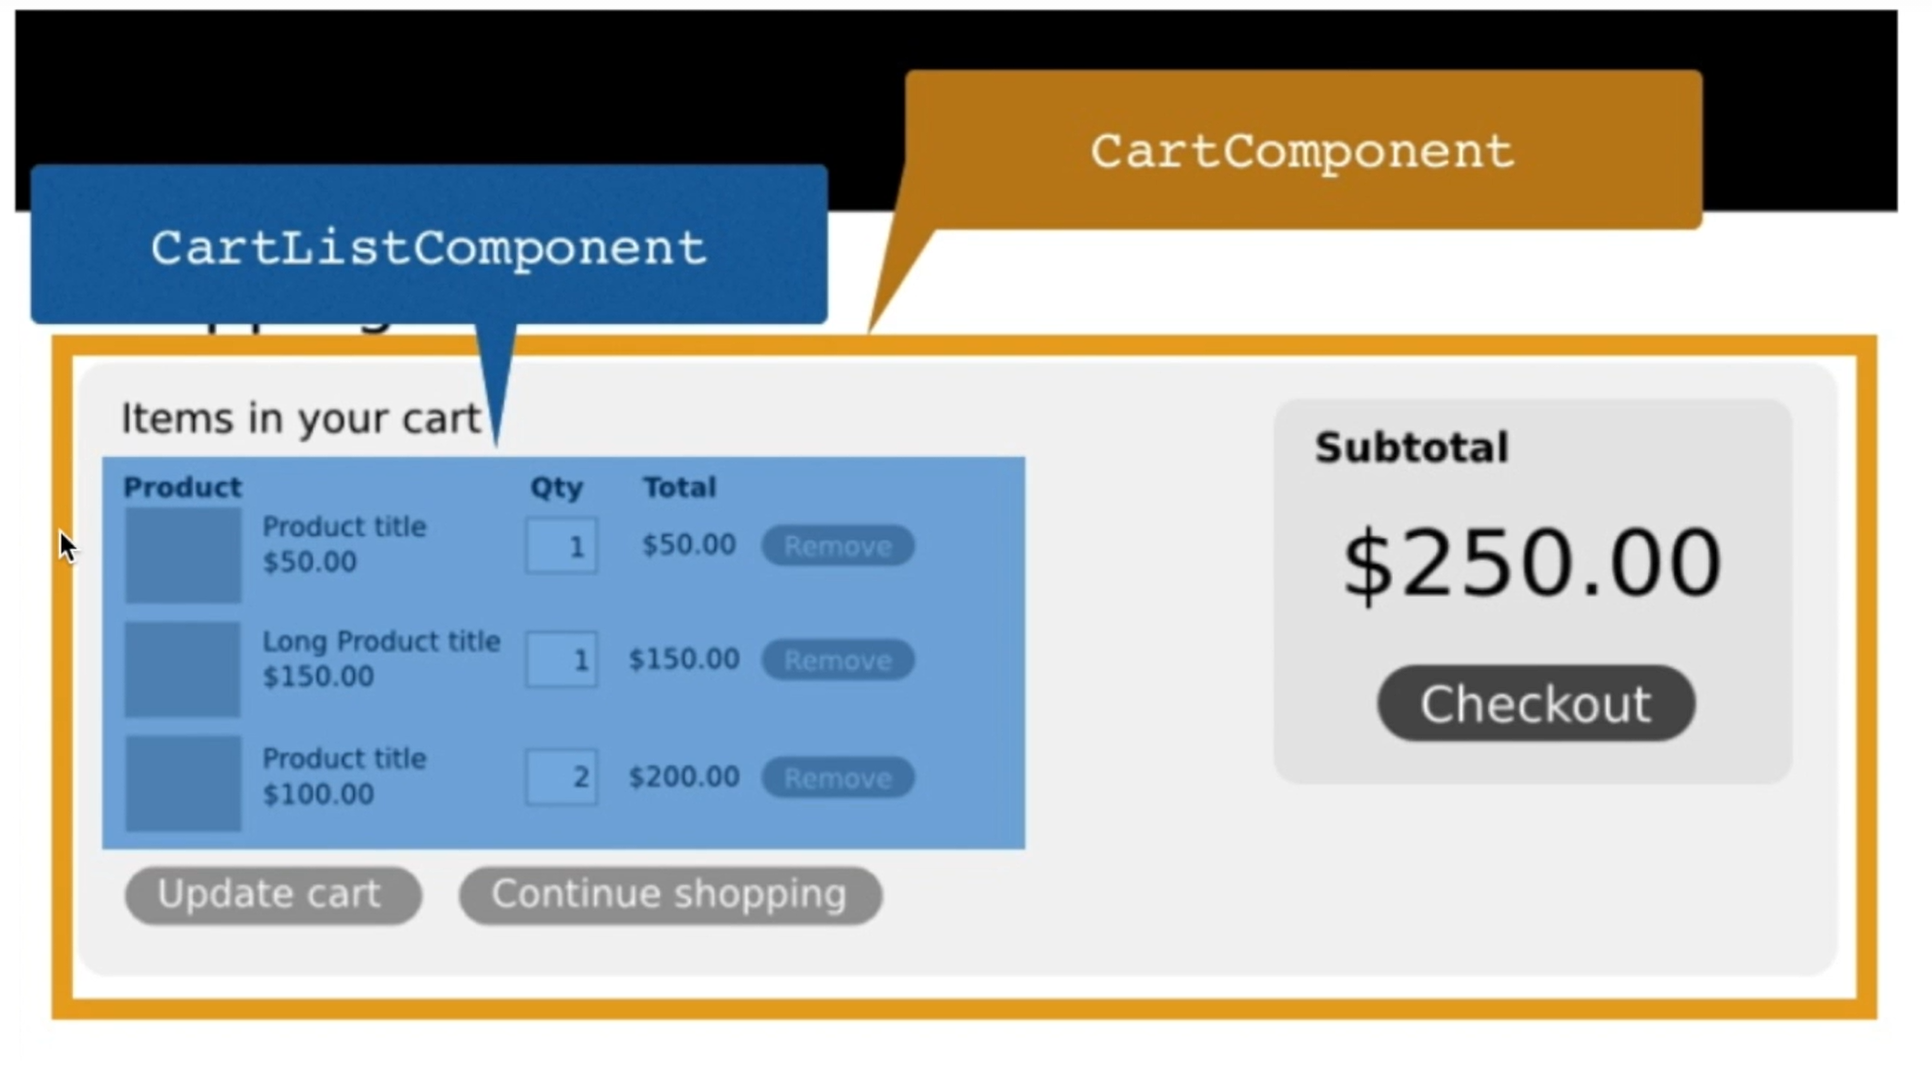 CartComponent
CartListComponent
Items in your cart
Subtotal
Product Qty Total
Product title
$50.00
1
$50.00
Remove
Long Product title
$150.00
1
$150.00
Remove
Product title
$100.00
2
$200.00
Remove
$250.00
Checkout
Update cart
Continue shopping